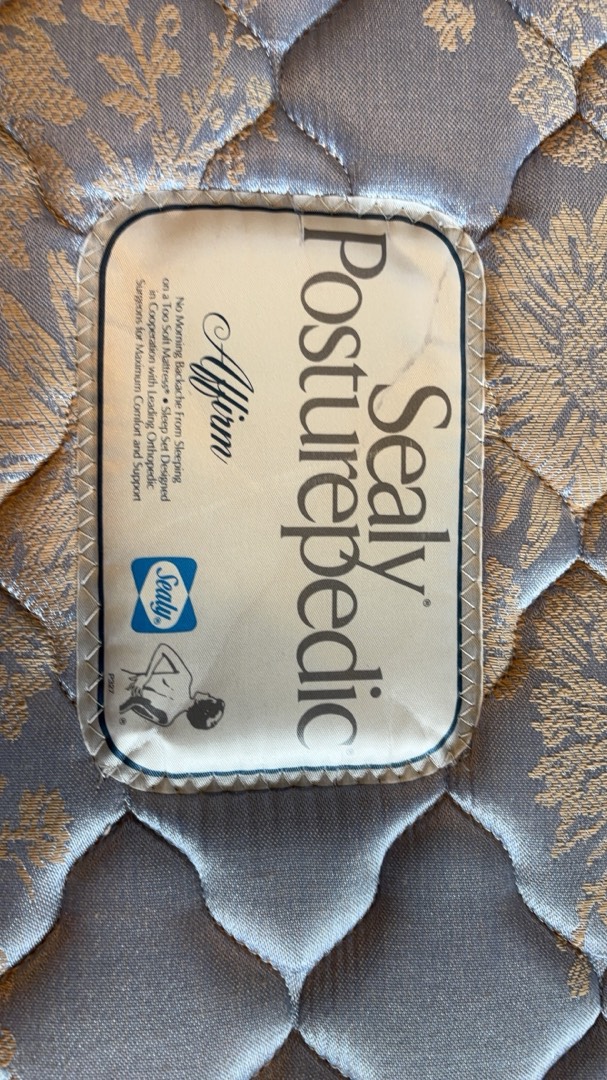 Sealy®
Posturepedic®
Affirm
No Morning Backache From Sleeping
on a Too Soft Mattress® • Sleep Set Designed
in Cooperation with Leading Orthopedic
Surgeons for Maximum Comfort and Support
Sealy®
®